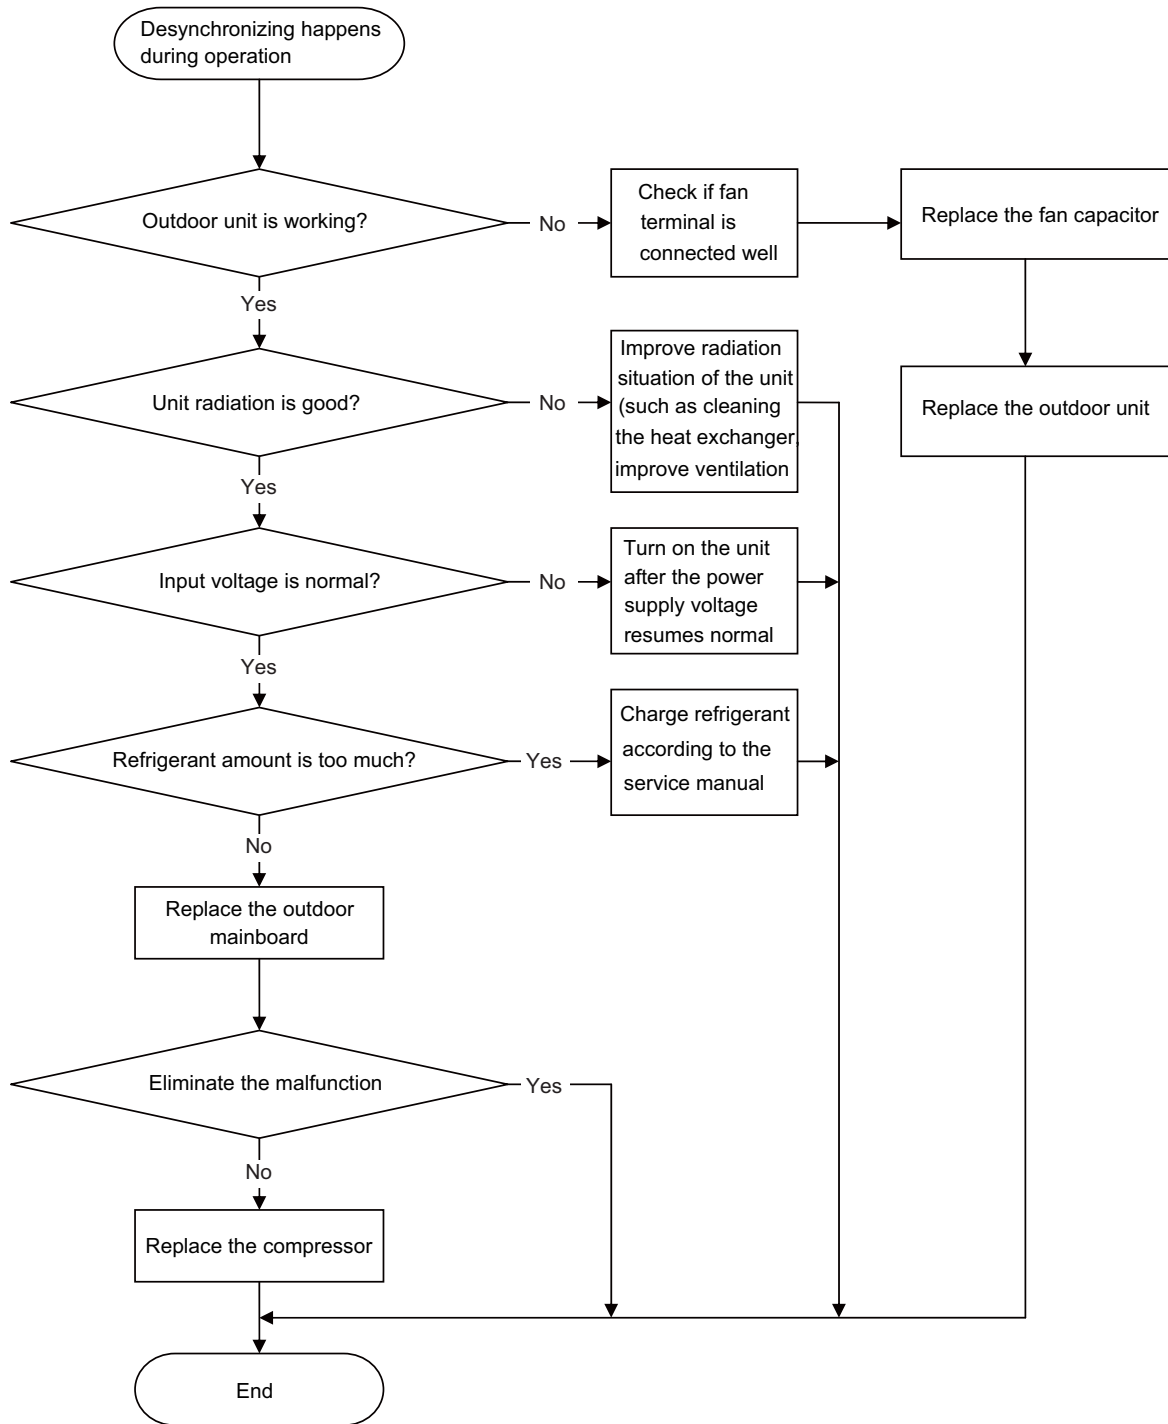 Desynchronizing happens
during operation
Outdoor unit is working?
No
Check if fan
terminal is
connected well
Replace the fan capacitor
Yes
Unit radiation is good?
No
Improve radiation
situation of the unit
(such as cleaning
the heat exchanger,
improve ventilation
Replace the outdoor unit
Yes
Input voltage is normal?
No
Turn on the unit
after the power
supply voltage
resumes normal
Yes
Refrigerant amount is too much?
Yes
Charge refrigerant
according to the
service manual
No
Replace the outdoor
mainboard
Eliminate the malfunction
Yes
No
Replace the compressor
End